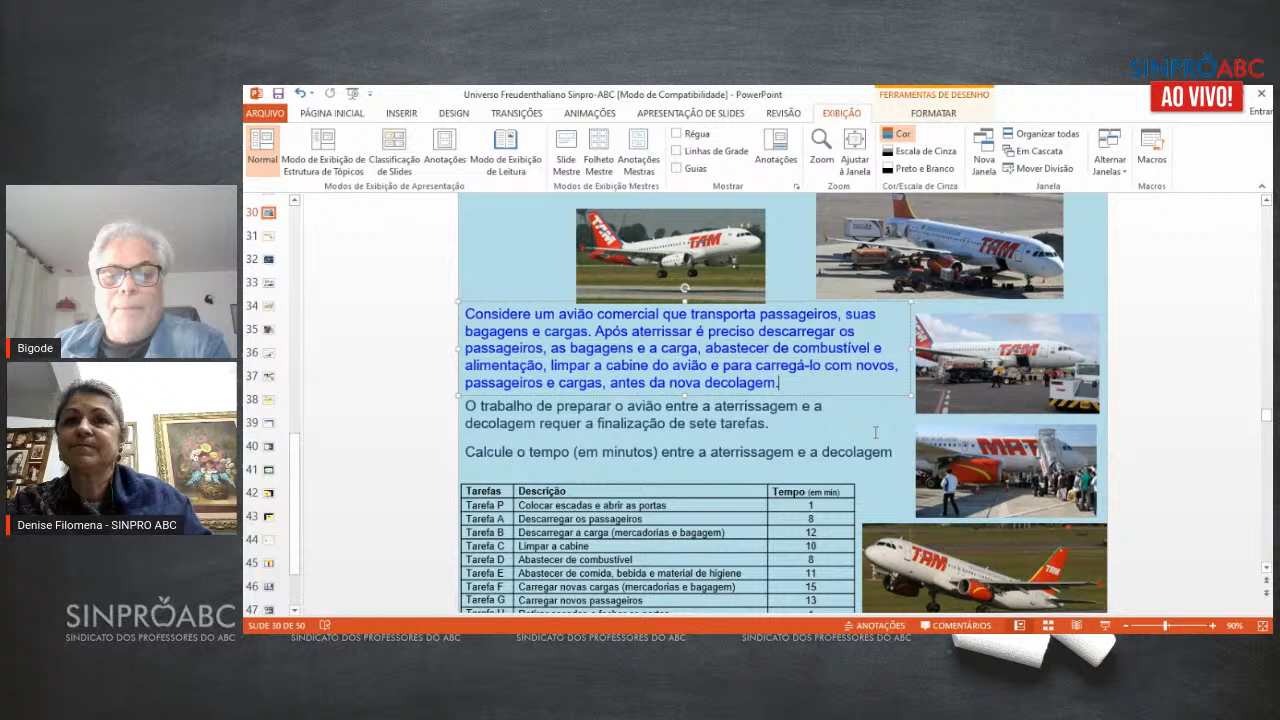 SINPROABC
AO VIVO!
Universo Freudenthaliano Sinpro-ABC [Modo de Compatibilidade] - PowerPoint
FERRAMENTAS DE DESENHO
ARQUIVO PÁGINA INICIAL INSERIR DESIGN TRANSIÇÕES ANIMAÇÕES APRESENTAÇÃO DE SLIDES REVISÃO EXIBIÇÃO FORMATAR Entrar
Normal
Modo de Exibição de Estrutura de Tópicos
Classificação de Slides
Anotações
Modo de Exibição de Leitura
Modos de Exibição de Apresentação
Slide Mestre
Folheto Mestre
Anotações Mestras
Modos de Exibição Mestres
Régua
Linhas de Grade
Guias
Anotações
Mostrar
Zoom
Ajustar à Janela
Zoom
Cor
Escala de Cinza
Preto e Branco
Cor/Escala de Cinza
Nova Janela
Organizar todas
Em Cascata
Mover Divisão
Alternar Janelas
Janela
Macros
Macros
30
31
32
33
34
35
36
37
38
39
40
41
42
43
44
45
46
47
TAM
TAM
TAM
Considere um avião comercial que transporta passageiros, suas
bagagens e cargas. Após aterrissar é preciso descarregar os
passageiros, as bagagens e a carga, abastecer de combustível e
alimentação, limpar a cabine do avião e para carregá-lo com novos,
passageiros e cargas, antes da nova decolagem.
TAM
O trabalho de preparar o avião entre a aterrissagem e a
decolagem requer a finalização de sete tarefas.
Calcule o tempo (em minutos) entre a aterrissagem e a decolagem
MAT
Tarefas Descrição Tempo (em min)
Tarefa P Colocar escadas e abrir as portas 1
Tarefa A Descarregar os passageiros 8
Tarefa B Descarregar a carga (mercadorias e bagagem) 12
Tarefa C Limpar a cabine 10
Tarefa D Abastecer de combustível 8
Tarefa E Abastecer de comida, bebida e material de higiene 11
Tarefa F Carregar novas cargas (mercadorias e bagagem) 15
Tarefa G Carregar novos passageiros 13
TAM
TAM
Bigode
Denise Filomena - SINPRO ABC
SLIDE 30 DE 50 ANOTAÇÕES COMENTÁRIOS 90%
SINPROABC
SINDICATO DOS PROFESSORES DO ABC
SINDICATO DOS PROFESSORES DO ABC
SINDICATO DOS PROFESSORES DO ABC
SINDICATO DOS PROFESSORES DO ABC